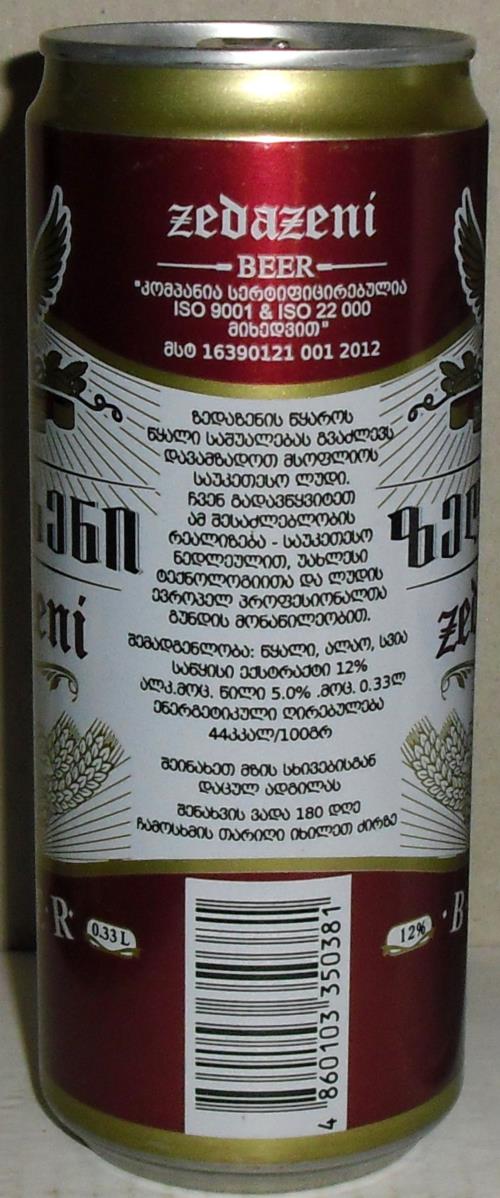 zedazeni
BEER
"კომპანია სერტიფიცირებულია
ISO 9001 & ISO 22 000
მიხედვით"
მსტ 16390121 001 2012
ზედაზენის წყაროს
წყალი საშუალებას გვაძლევს
დავამზადოთ მსოფლიოს
საუკეთესო ლუდი.
ჩვენ გადავწყვიტეთ
ამ შესაძლებლობის
რეალიზება - საუკეთესო
ნედლეულით, უახლესი
ტექნოლოგიითა და ლუდის
ევროპელ პროფესიონალთა
გუნდის მონაწილეობით.
ზენი
ზედ
eni
zed
შემადგენლობა: წყალი, ალაო, სვია
საწყისი ექსტრაქტი 12%
ალკ.მოც. წილი 5.0% .მოც. 0.33ლ
ენერგეტიკული ღირებულება
44კკალ/100გრ
შეინახეთ მზის სხივებისგან
დაცულ ადგილას
შენახვის ვადა 180 დღე
ჩამოსხმის თარიღი იხილეთ ძირზე
· R ·
0.33 L
12%
· B
4 860103 350381